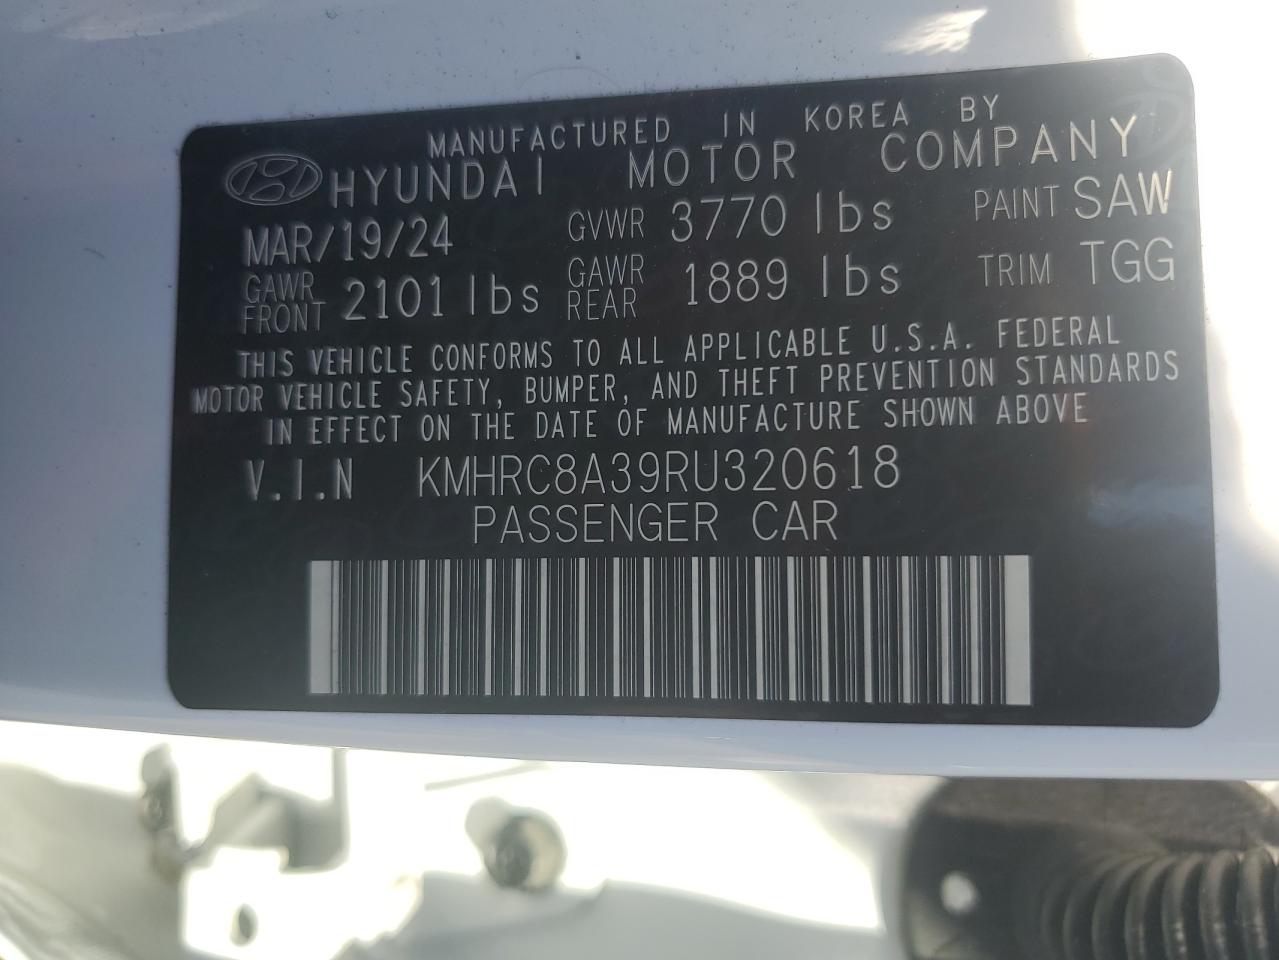 MANUFACTURED IN KOREA BY
HYUNDAI MOTOR COMPANY
MAR/19/24 GVWR 3770 lbs PAINT SAW
GAWR FRONT 2101 lbs GAWR REAR 1889 lbs TRIM TGG
THIS VEHICLE CONFORMS TO ALL APPLICABLE U.S.A. FEDERAL
MOTOR VEHICLE SAFETY, BUMPER, AND THEFT PREVENTION STANDARDS
IN EFFECT ON THE DATE OF MANUFACTURE SHOWN ABOVE
V.I.N KMHRC8A39RU320618
PASSENGER CAR